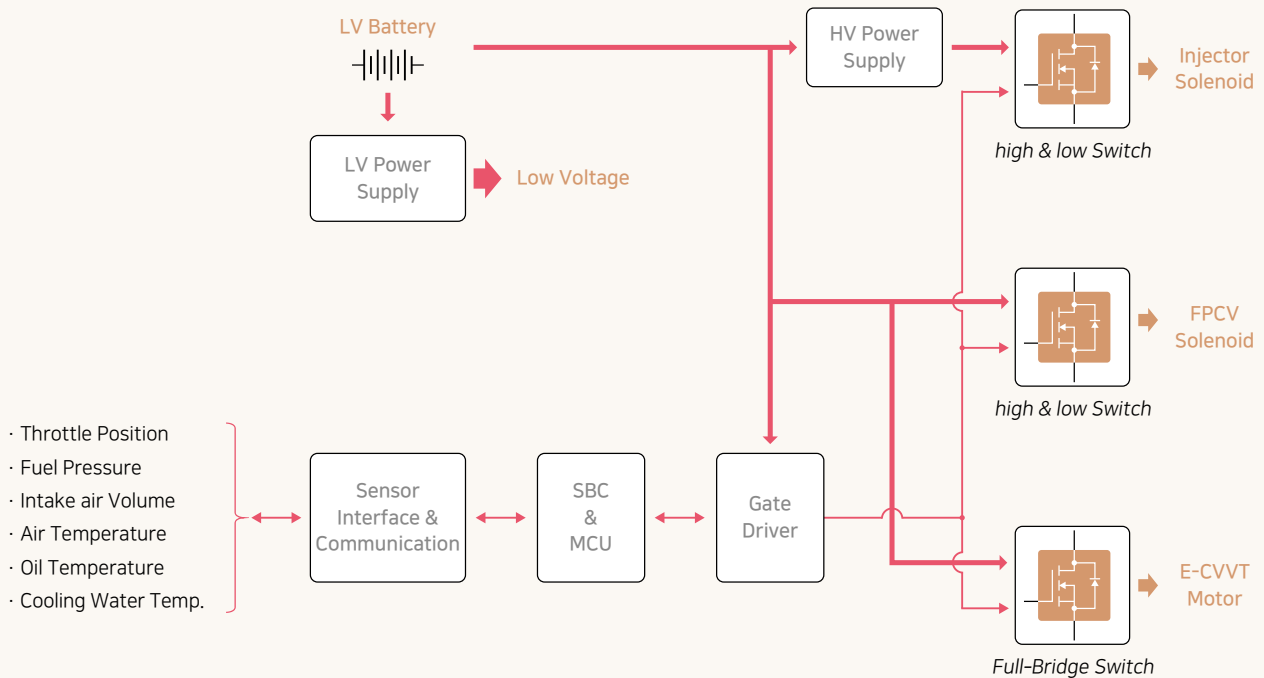 LV Battery
HV Power
Supply
Injector
Solenoid
high & low Switch
LV Power
Supply
Low Voltage
FPCV
Solenoid
high & low Switch
· Throttle Position
· Fuel Pressure
· Intake air Volume
· Air Temperature
· Oil Temperature
· Cooling Water Temp.
Sensor
Interface &
Communication
SBC
&
MCU
Gate
Driver
E-CVVT
Motor
Full-Bridge Switch